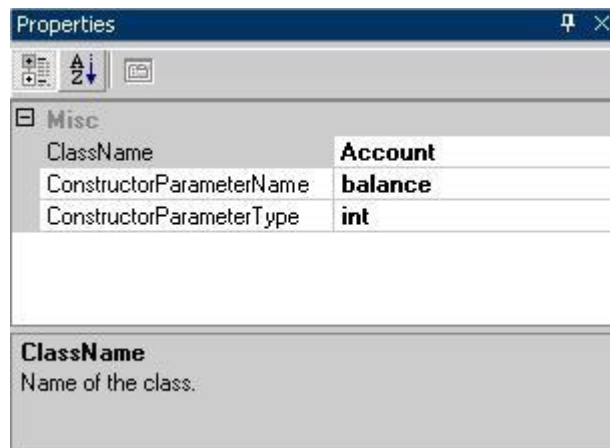 Properties
A
Z
Misc
ClassName Account
ConstructorParameterName balance
ConstructorParameterType int
ClassName
Name of the class.